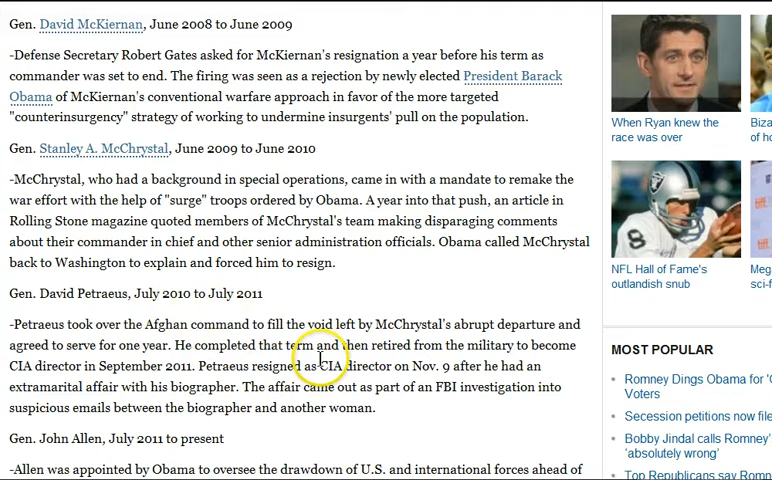 Gen. David McKiernan, June 2008 to June 2009
-Defense Secretary Robert Gates asked for McKiernan's resignation a year before his term as
commander was set to end. The firing was seen as a rejection by newly elected President Barack
Obama of McKiernan's conventional warfare approach in favor of the more targeted
"counterinsurgency" strategy of working to undermine insurgents' pull on the population.
Gen. Stanley A. McChrystal, June 2009 to June 2010
-McChrystal, who had a background in special operations, came in with a mandate to remake the
war effort with the help of "surge" troops ordered by Obama. A year into that push, an article in
Rolling Stone magazine quoted members of McChrystal's team making disparaging comments
about their commander in chief and other senior administration officials. Obama called McChrystal
back to Washington to explain and forced him to resign.
Gen. David Petraeus, July 2010 to July 2011
-Petraeus took over the Afghan command to fill the void left by McChrystal's abrupt departure and
agreed to serve for one year. He completed that term and then retired from the military to become
CIA director in September 2011. Petraeus resigned as CIA director on Nov. 9 after he had an
extramarital affair with his biographer. The affair came out as part of an FBI investigation into
suspicious emails between the biographer and another woman.
Gen. John Allen, July 2011 to present
-Allen was appointed by Obama to oversee the drawdown of U.S. and international forces ahead of
When Ryan knew the
race was over
Biza
of ho
8
NFL Hall of Fame's
outlandish snub
Meg
sci-f
MOST POPULAR
Romney Dings Obama for 'G
Voters
Secession petitions now file
Bobby Jindal calls Romney'
'absolutely wrong'
Top Republicans say Romn